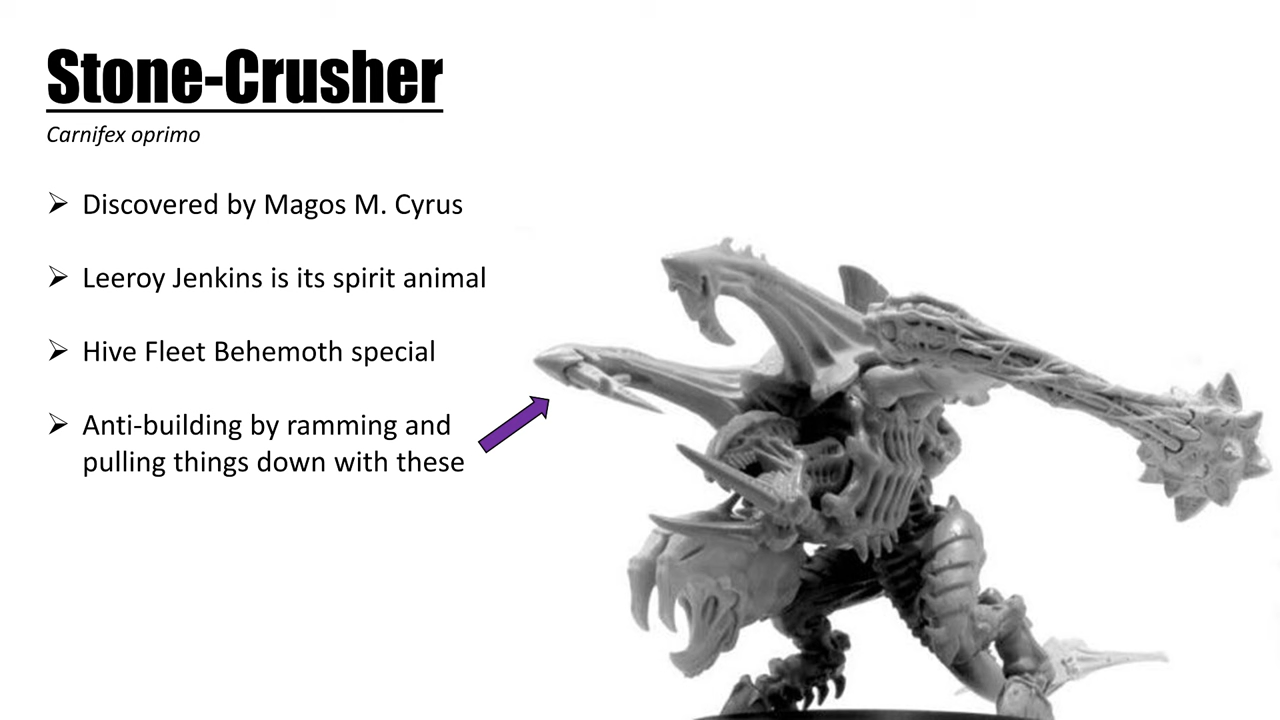 Stone-Crusher
Carnifex oprimo
Discovered by Magos M. Cyrus
Leeroy Jenkins is its spirit animal
Hive Fleet Behemoth special
Anti-building by ramming and
pulling things down with these